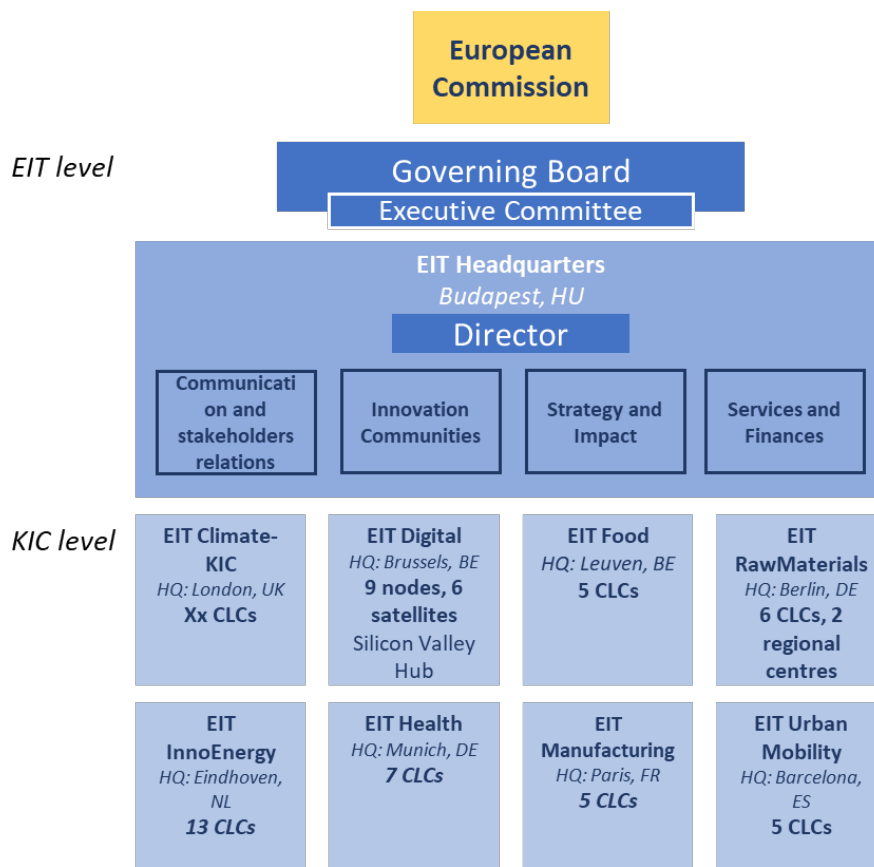 European
Commission
EIT level
Governing Board
Executive Committee
EIT Headquarters
Budapest, HU
Director
Communicati
on and
stakeholders
relations
Innovation
Communities
Strategy and
Impact
Services and
Finances
KIC level
EIT Climate-
KIC
HQ: London, UK
Xx CLCs
EIT Digital
HQ: Brussels, BE
9 nodes, 6
satellites
Silicon Valley
Hub
EIT Food
HQ: Leuven, BE
5 CLCs
EIT
RawMaterials
HQ: Berlin, DE
6 CLCs, 2
regional
centres
EIT
InnoEnergy
HQ: Eindhoven,
NL
13 CLCs
EIT Health
HQ: Munich, DE
7 CLCs
EIT
Manufacturing
HQ: Paris, FR
5 CLCs
EIT Urban
Mobility
HQ: Barcelona,
ES
5 CLCs